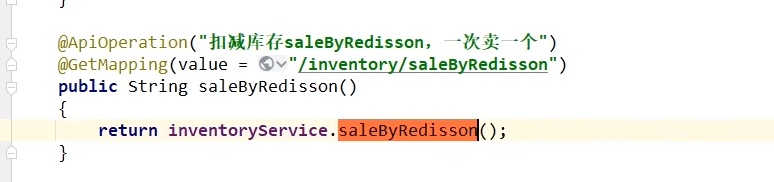 }
@ApiOperation("扣减库存saleByRedisson，一次卖一个")
@GetMapping(value = "/inventory/saleByRedisson")
public String saleByRedisson()
{
return inventoryService.saleByRedisson();
}